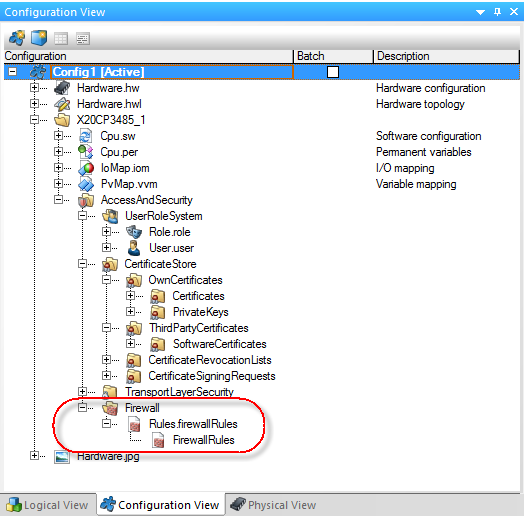 Configuration View
Configuration Batch Description
Config1 [Active]
Hardware.hw Hardware configuration
Hardware.hwl Hardware topology
X20CP3485_1
Cpu.sw Software configuration
Cpu.per Permanent variables
IoMap.iom I/O mapping
PvMap.vvm Variable mapping
AccessAndSecurity
UserRoleSystem
Role.role
User.user
CertificateStore
OwnCertificates
Certificates
PrivateKeys
ThirdPartyCertificates
SoftwareCertificates
CertificateRevocationLists
CertificateSigningRequests
TransportLayerSecurity
Firewall
Rules.firewallRules
FirewallRules
Hardware.jpg
Logical View Configuration View Physical View